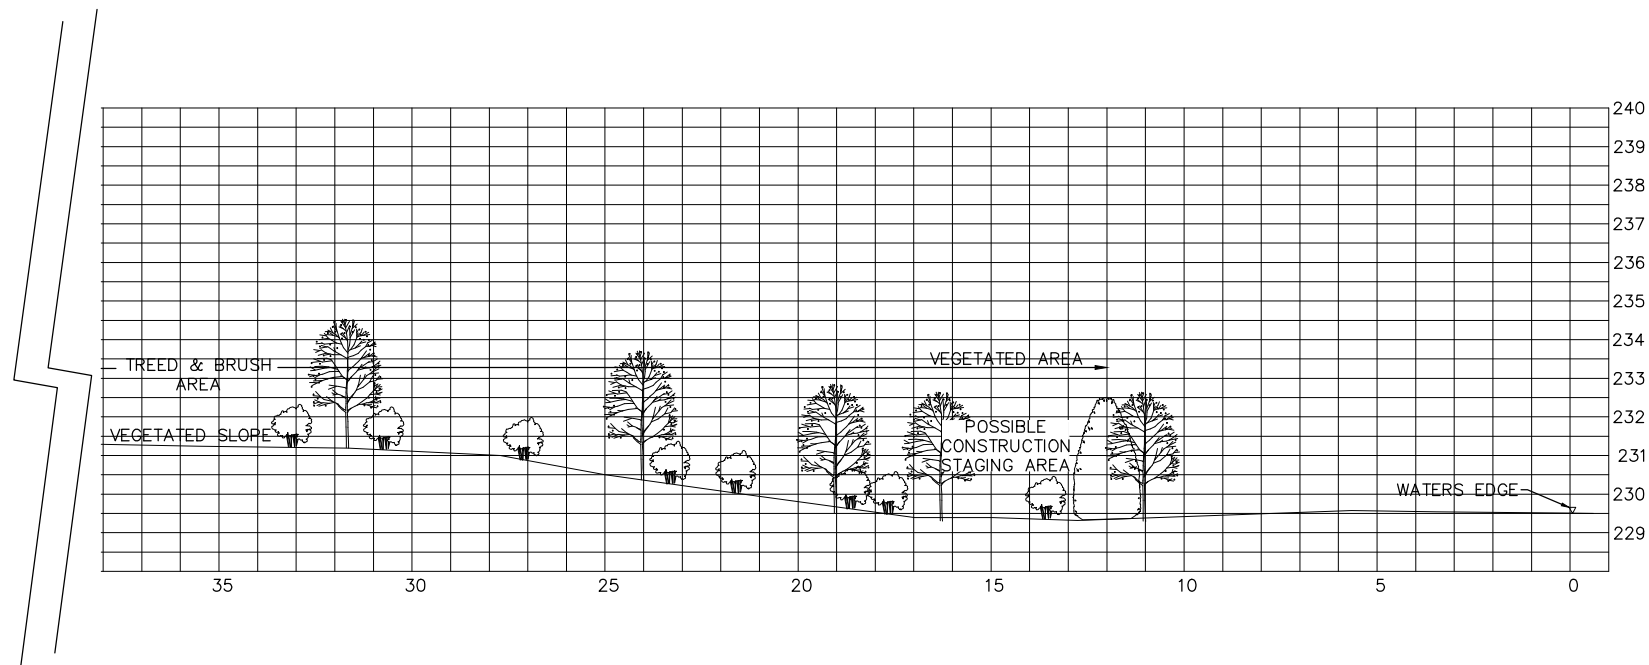 240
239
238
237
236
235
234
233
232
231
230
229
TREED & BRUSH
AREA
VEGETATED AREA
VEGETATED SLOPE
POSSIBLE
CONSTRUCTION
STAGING AREA
WATERS EDGE
35 30 25 20 15 10 5 0